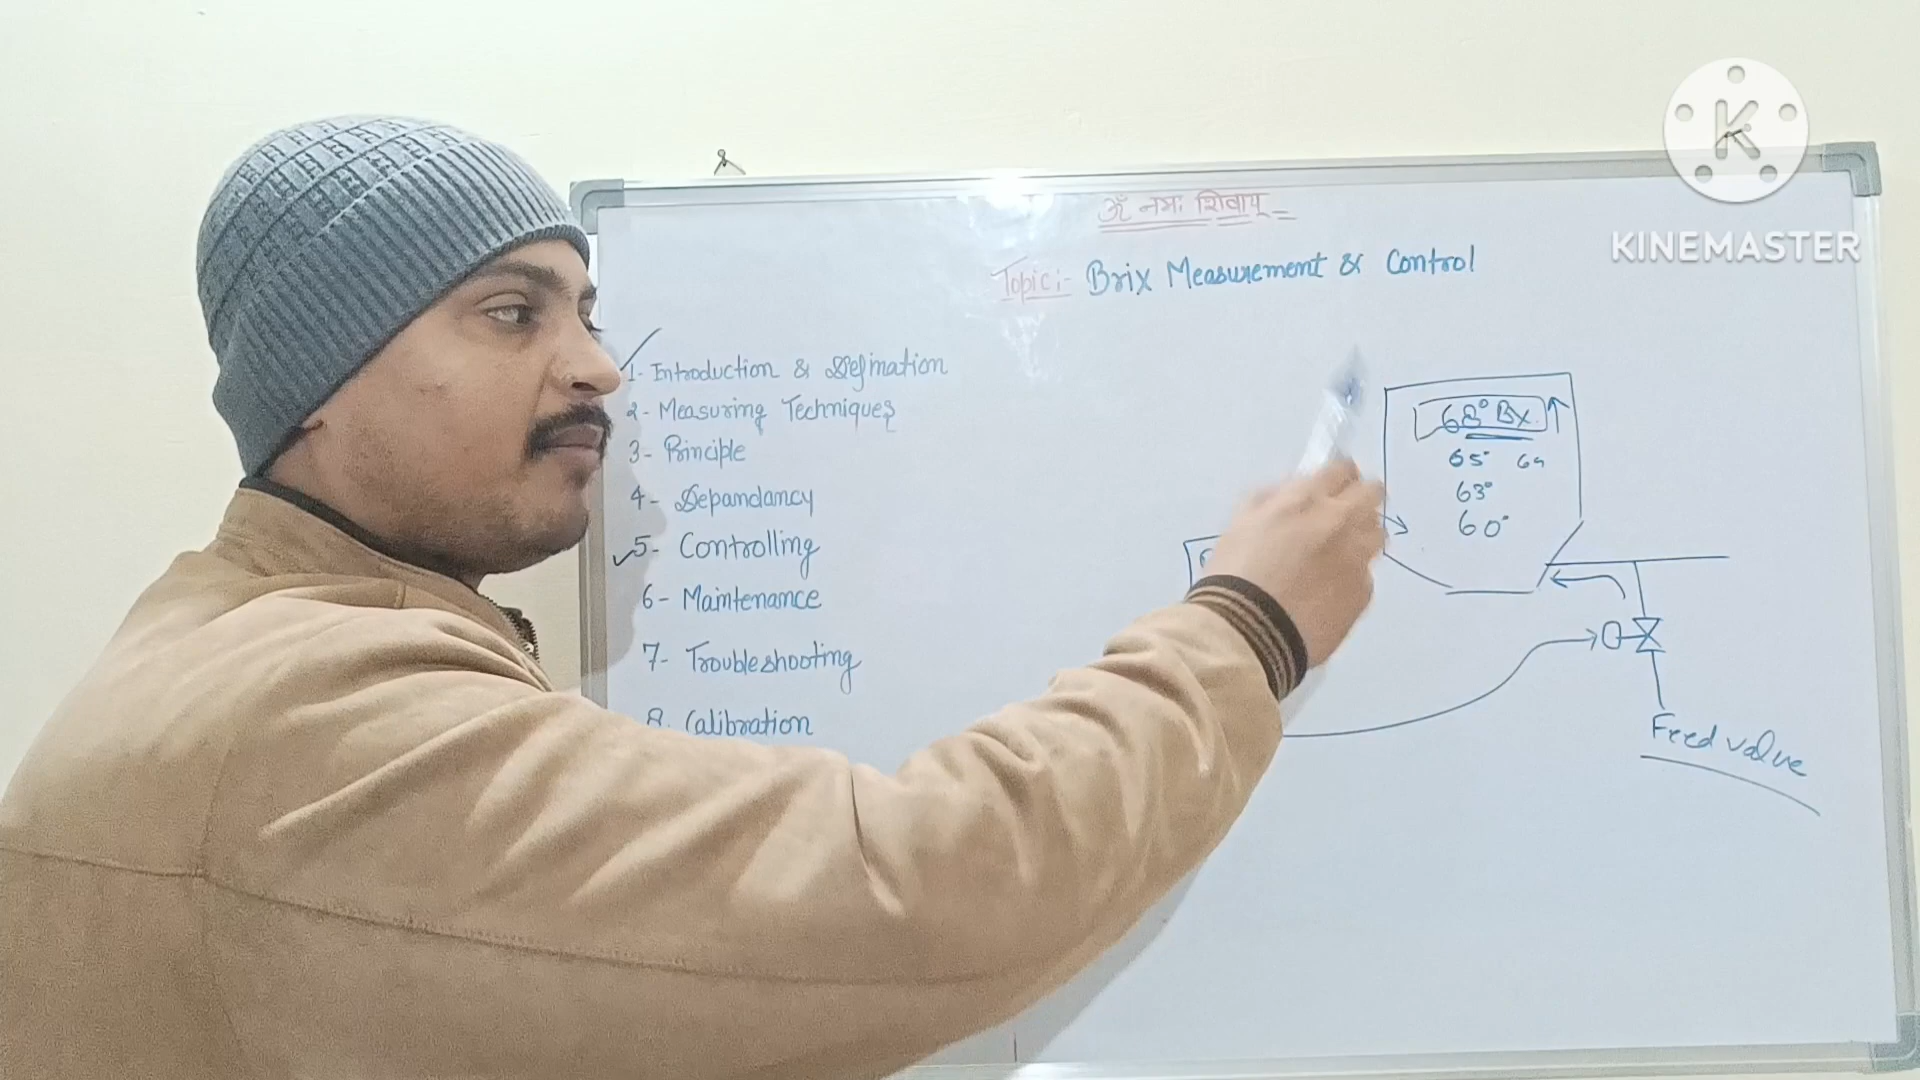 ॐ नमः शिवाय
Topic:- Brix Measurement & Control
1- Introduction & Defination
2- Measuring Techniques
3- Principle
4- Depandancy
5- Controlling
6- Maintenance
7- Troubleshooting
8. Calibration
68° Bx
65° 64
63°
60°
Feed valve
K
KINEMASTER